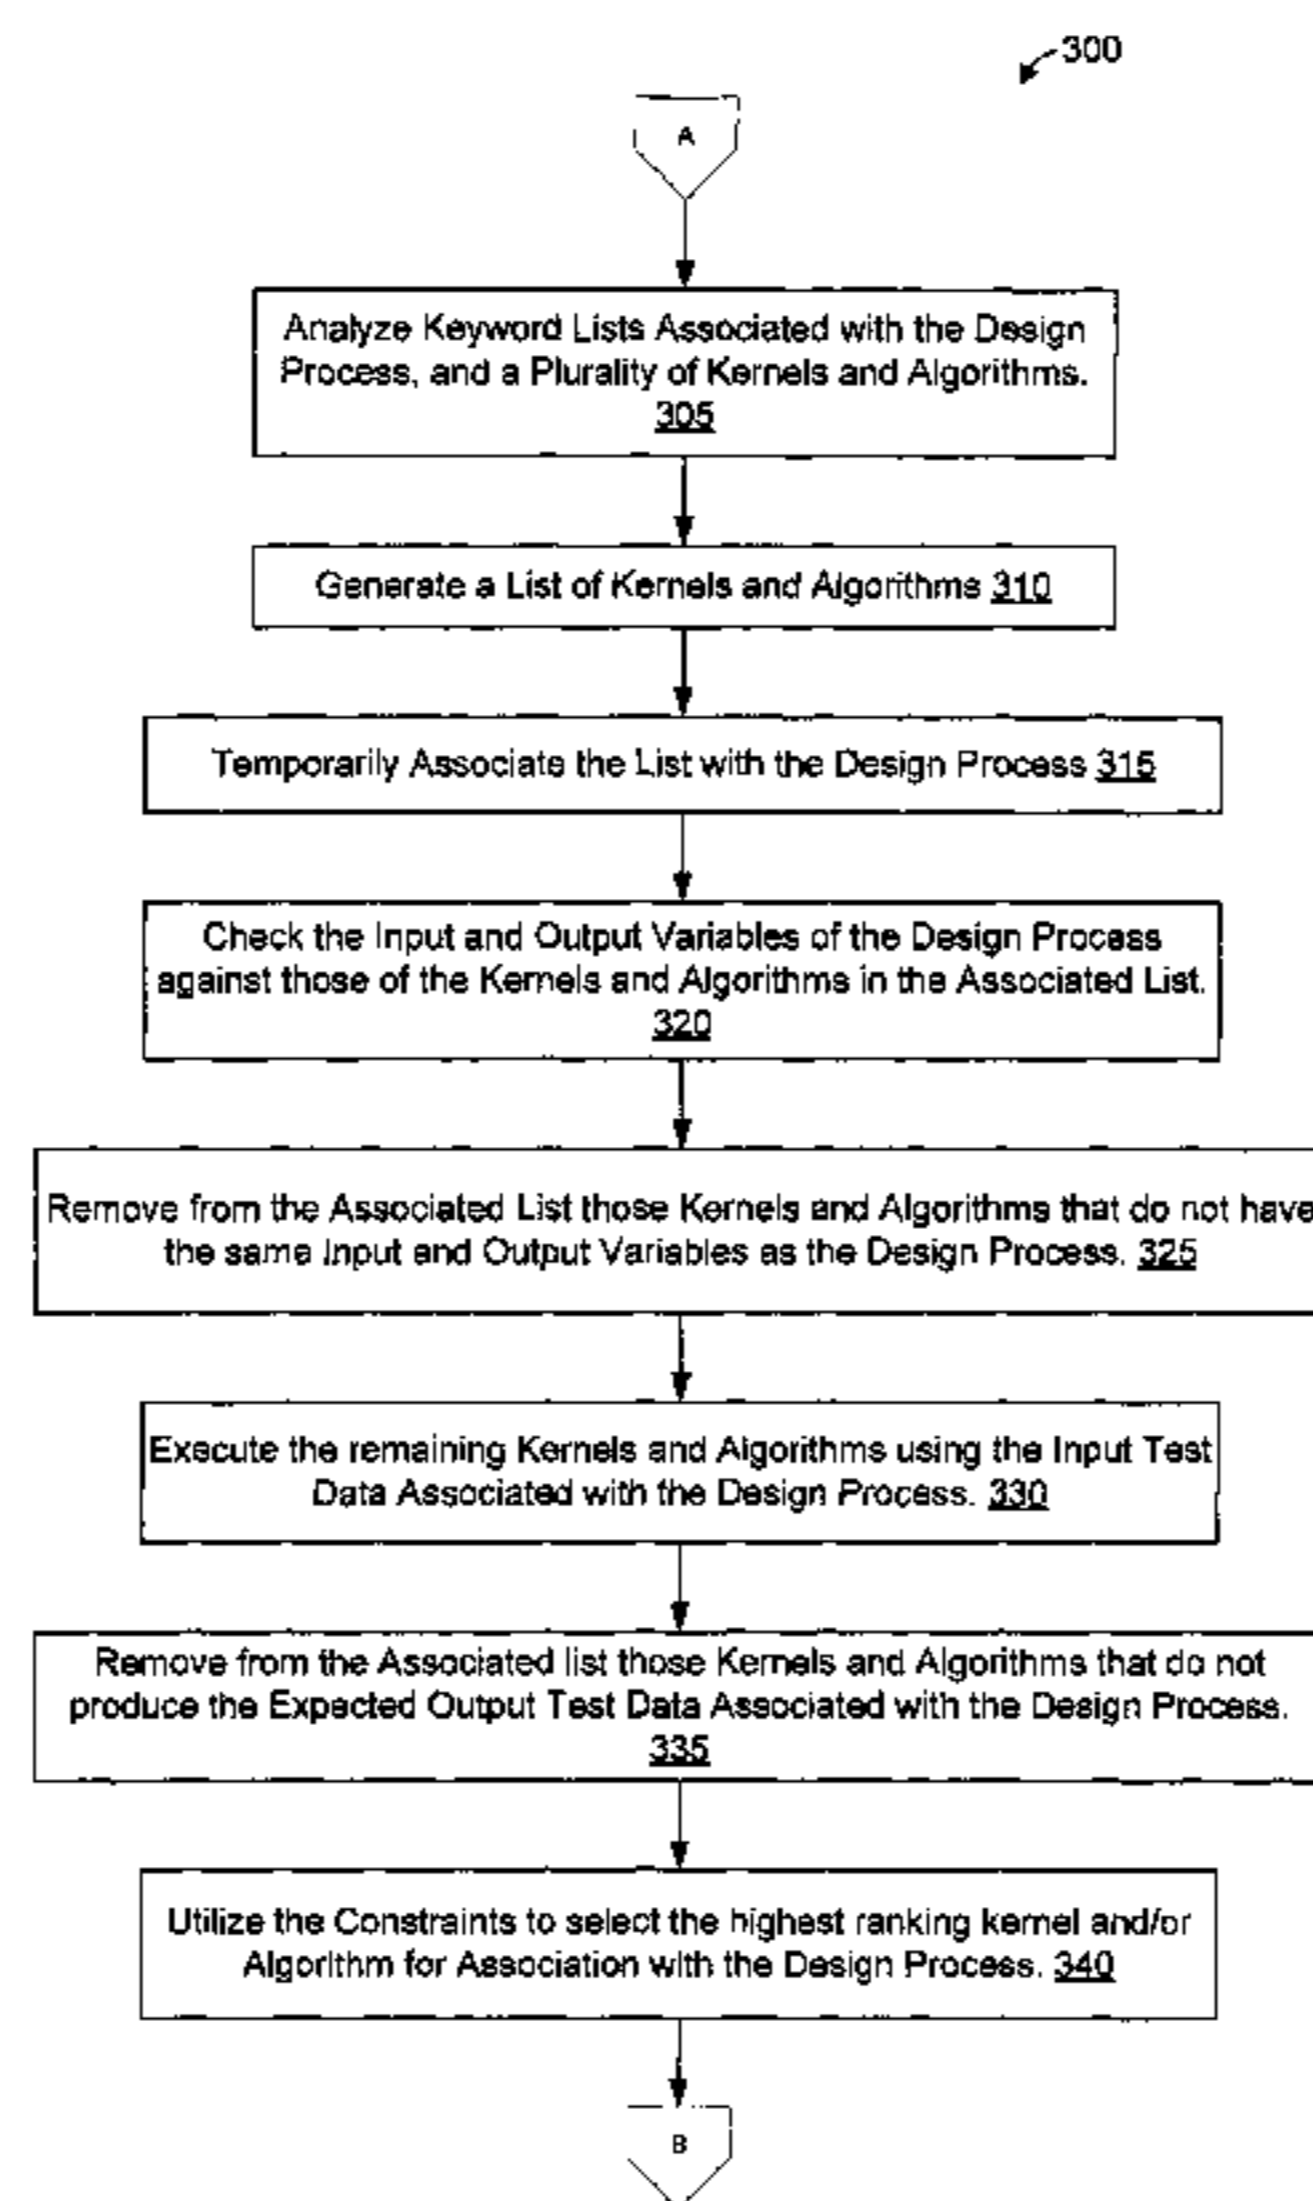 300
A
Analyze Keyword Lists Associated with the Design
Process, and a Plurality of Kernels and Algorithms.
305
Generate a List of Kernels and Algorithms 310
Temporarily Associate the List with the Design Process 315
Check the Input and Output Variables of the Design Process
against those of the Kernels and Algorithms in the Associated List.
320
Remove from the Associated List those Kernels and Algorithms that do not have
the same Input and Output Variables as the Design Process. 325
Execute the remaining Kernels and Algorithms using the Input Test
Data Associated with the Design Process. 330
Remove from the Associated list those Kernels and Algorithms that do not
produce the Expected Output Test Data Associated with the Design Process.
335
Utilize the Constraints to select the highest ranking kernel and/or
Algorithm for Association with the Design Process. 340
B